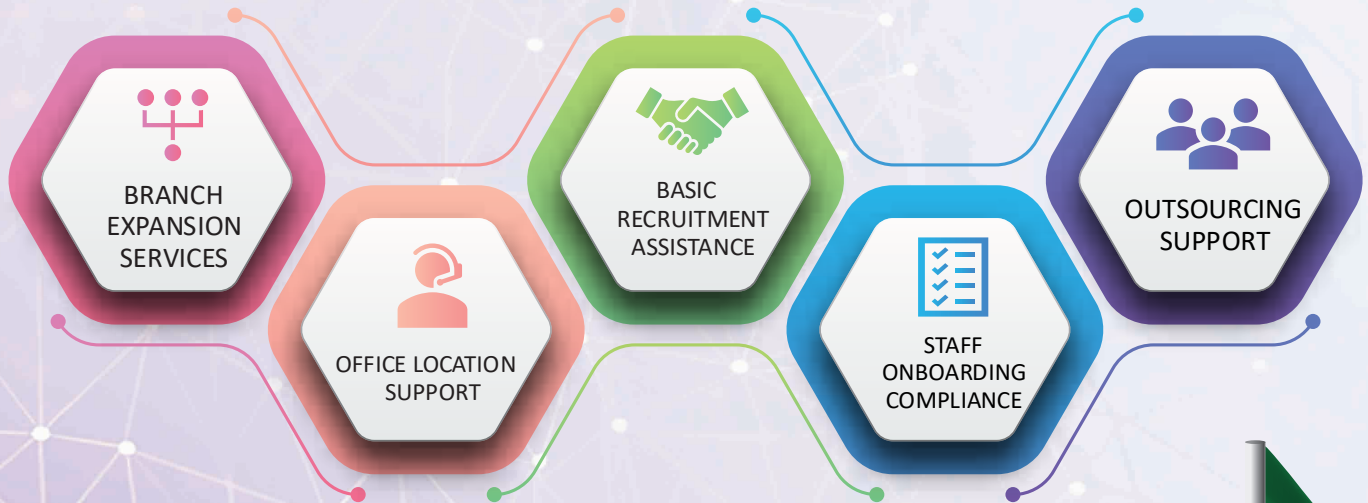 BRANCH
EXPANSION
SERVICES
OFFICE LOCATION
SUPPORT
BASIC
RECRUITMENT
ASSISTANCE
STAFF
ONBOARDING
COMPLIANCE
OUTSOURCING
SUPPORT